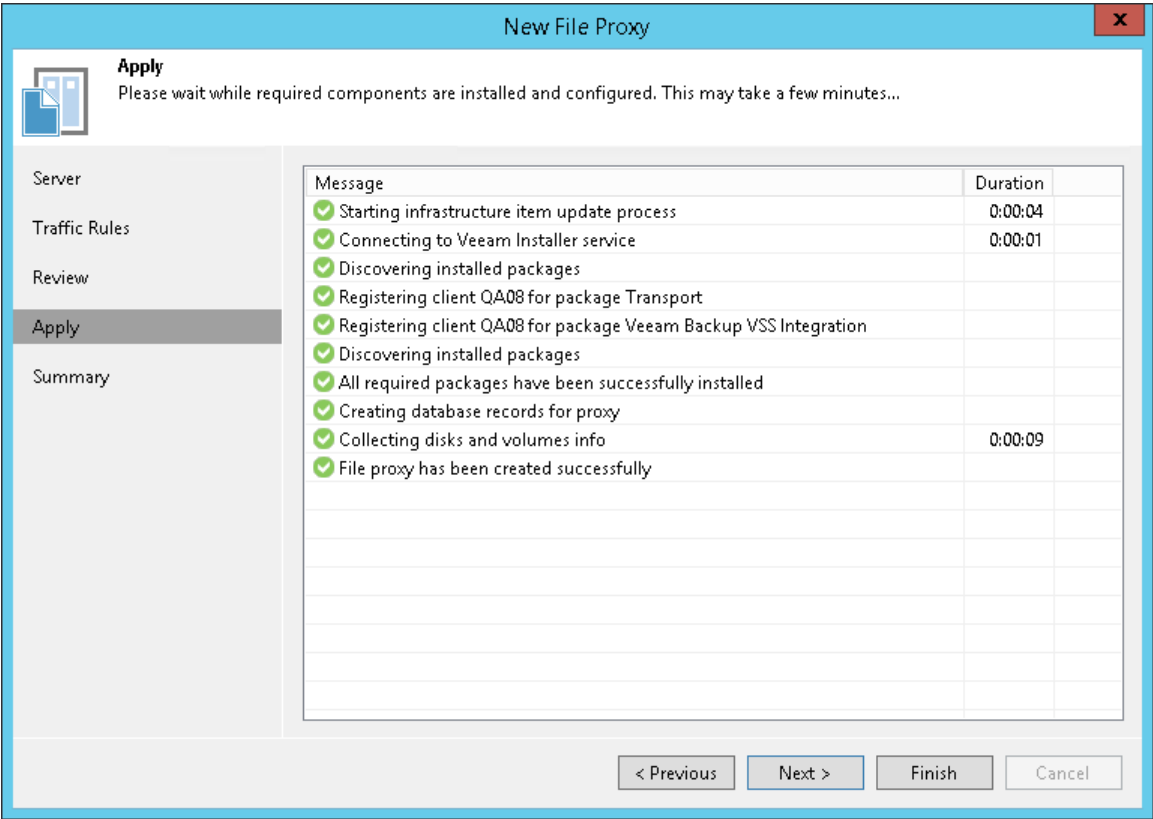 New File Proxy
x
Apply
Please wait while required components are installed and configured. This may take a few minutes...
Server
Traffic Rules
Review
Apply
Summary
Message Duration
Starting infrastructure item update process 0:00:04
Connecting to Veeam Installer service 0:00:01
Discovering installed packages
Registering client QA08 for package Transport
Registering client QA08 for package Veeam Backup VSS Integration
Discovering installed packages
All required packages have been successfully installed
Creating database records for proxy
Collecting disks and volumes info 0:00:09
File proxy has been created successfully
< Previous Next > Finish Cancel